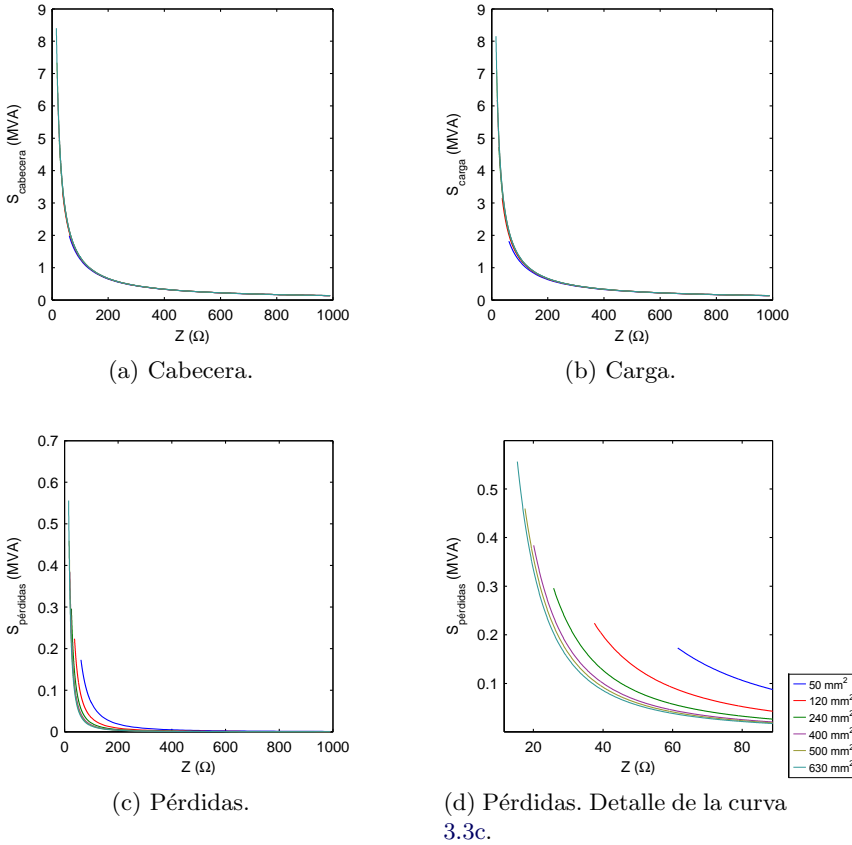 9
8
7
6
5
4
3
2
1
0
S_cabecera (MVA)
0 200 400 600 800 1000
Z (Ω)
(a) Cabecera.
9
8
7
6
5
4
3
2
1
0
S_carga (MVA)
0 200 400 600 800 1000
Z (Ω)
(b) Carga.
0.7
0.6
0.5
0.4
0.3
0.2
0.1
0
S_pérdidas (MVA)
0 200 400 600 800 1000
Z (Ω)
(c) Pérdidas.
0.5
0.4
0.3
0.2
0.1
S_pérdidas (MVA)
20 40 60 80
Z (Ω)
50 mm²
120 mm²
240 mm²
400 mm²
500 mm²
630 mm²
(d) Pérdidas. Detalle de la curva
3.3c.